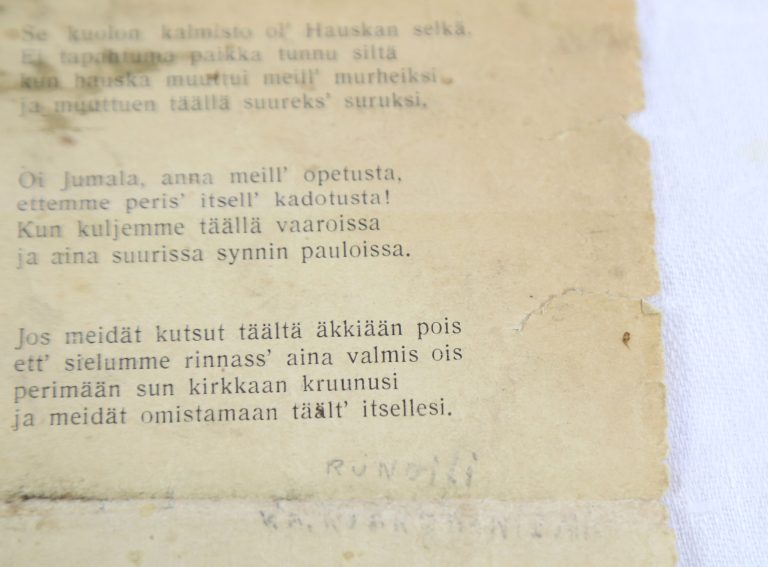 Se kuolon kalmisto ol' Hauskan selkä.
Ei tapahtuma paikka tunnu siltä
kun hauska muuttui meill' murheiksi
ja muuttuen täällä suureks' suruksi.
Oi Jumala, anna meill' opetusta,
ettemme peris' itsell' kadotusta!
Kun kuljemme täällä vaaroissa
ja aina suurissa synnin pauloissa.
Jos meidät kutsut täältä äkkiään pois
ett' sielumme rinnass' aina valmis ois
perimään sun kirkkaan kruunusi
ja meidät omistamaan täält' itsellesi.